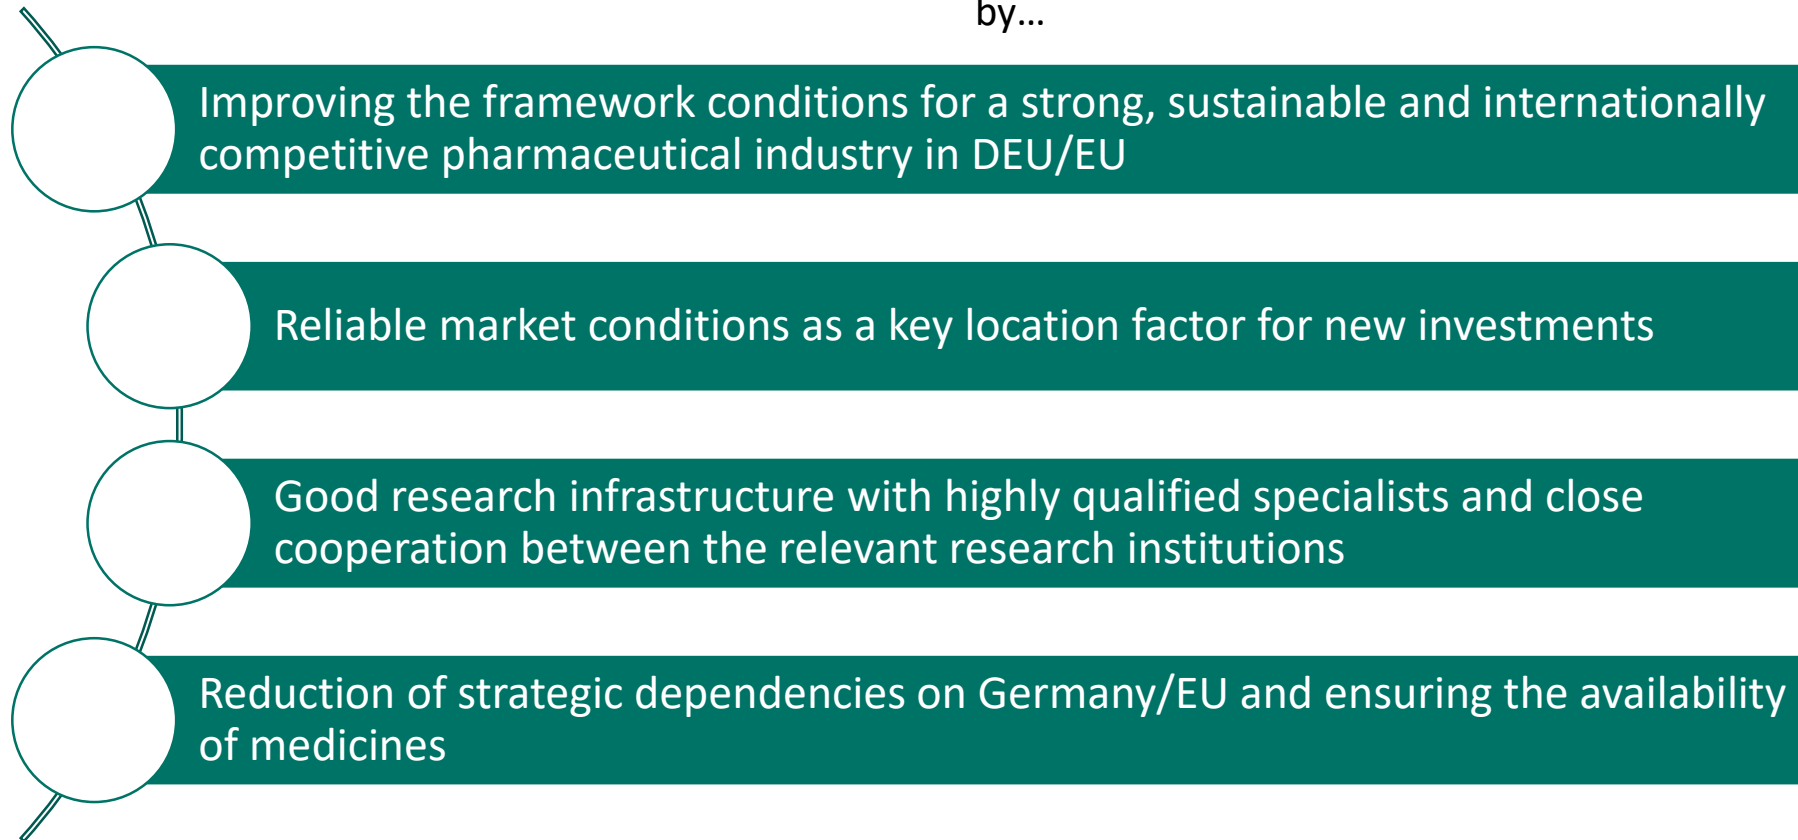 by…
Improving the framework conditions for a strong, sustainable and internationally
competitive pharmaceutical industry in DEU/EU
Reliable market conditions as a key location factor for new investments
Good research infrastructure with highly qualified specialists and close
cooperation between the relevant research institutions
Reduction of strategic dependencies on Germany/EU and ensuring the availability
of medicines